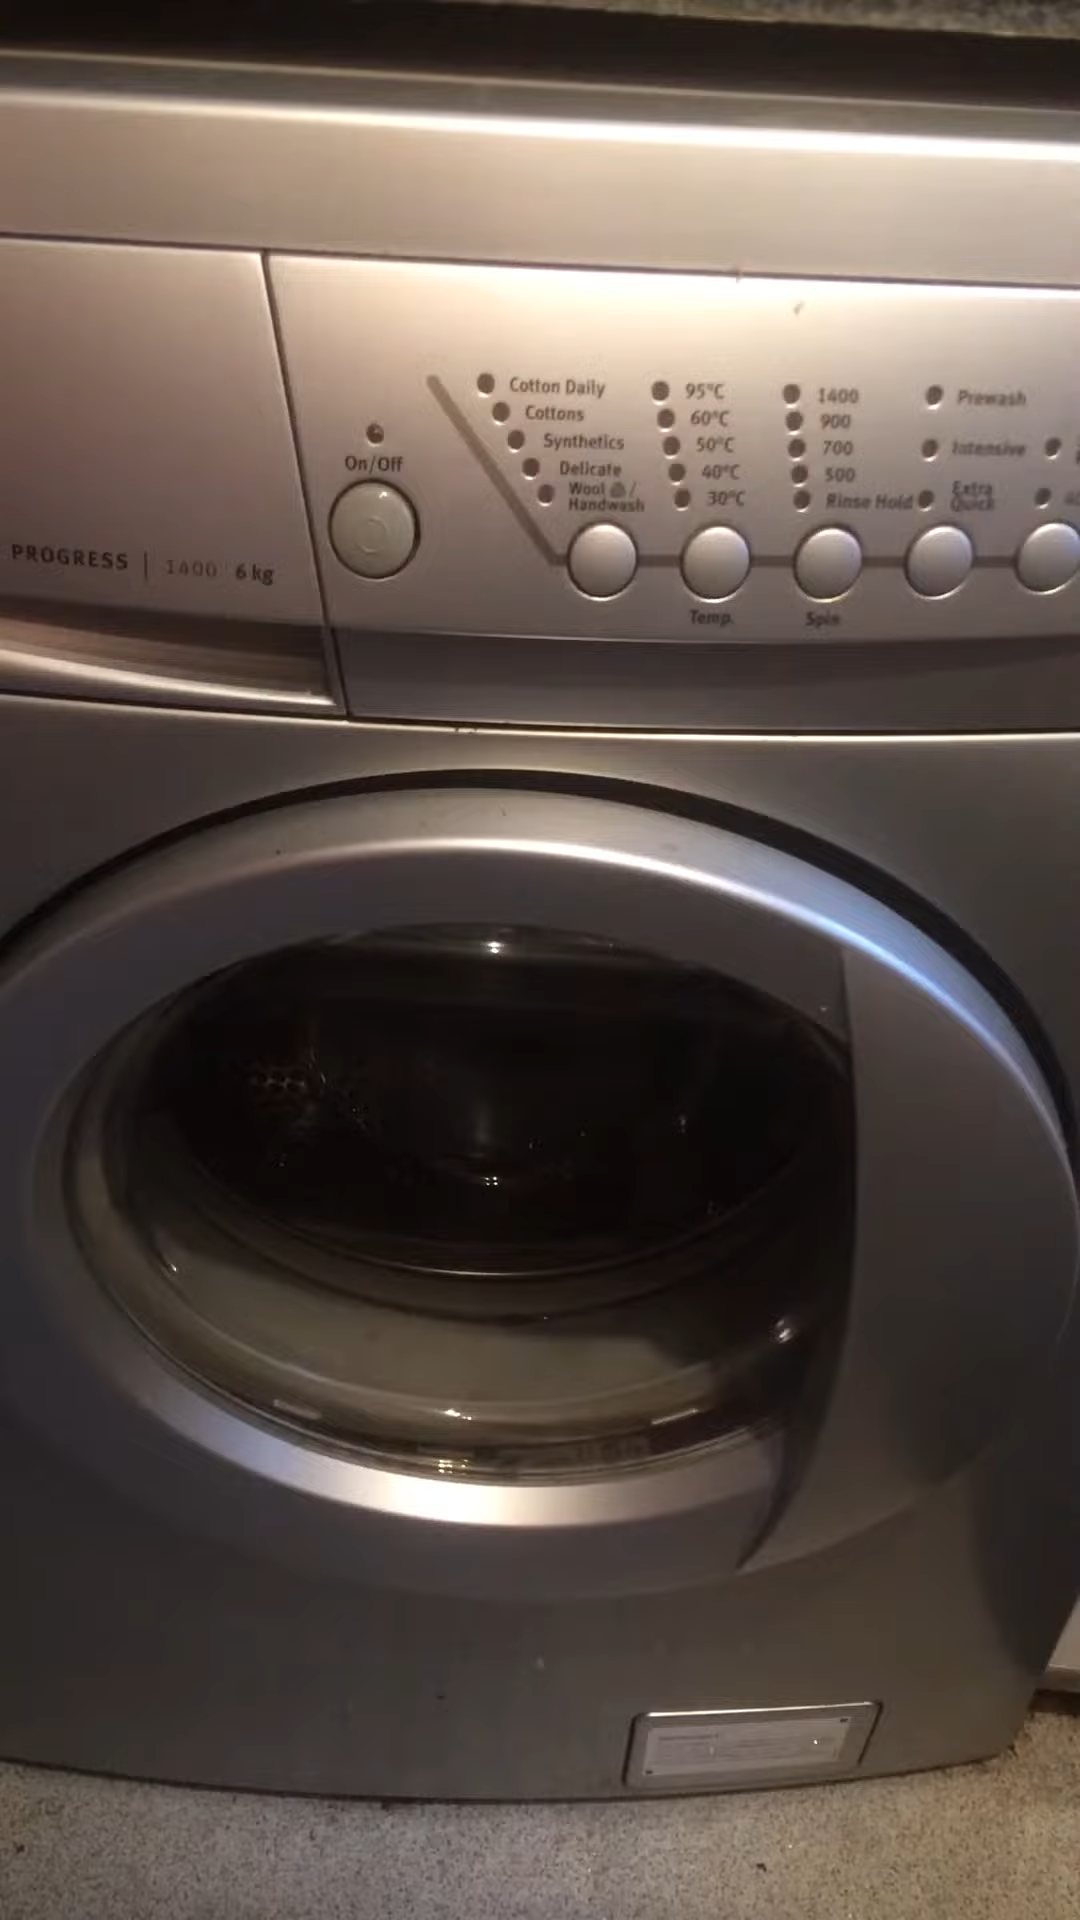 Cotton Daily
Cottons
Synthetics
Delicate
Wool /
Handwash
95°C
60°C
50°C
40°C
30°C
1400
900
700
500
Rinse Hold
Prewash
Intensive
Extra
Quick
On/Off
PROGRESS | 1400 6 kg
Temp.
Spin